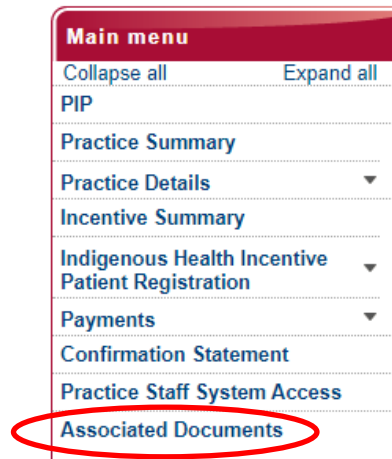 Main menu
Collapse all Expand all
PIP
Practice Summary
Practice Details
Incentive Summary
Indigenous Health Incentive
Patient Registration
Payments
Confirmation Statement
Practice Staff System Access
Associated Documents